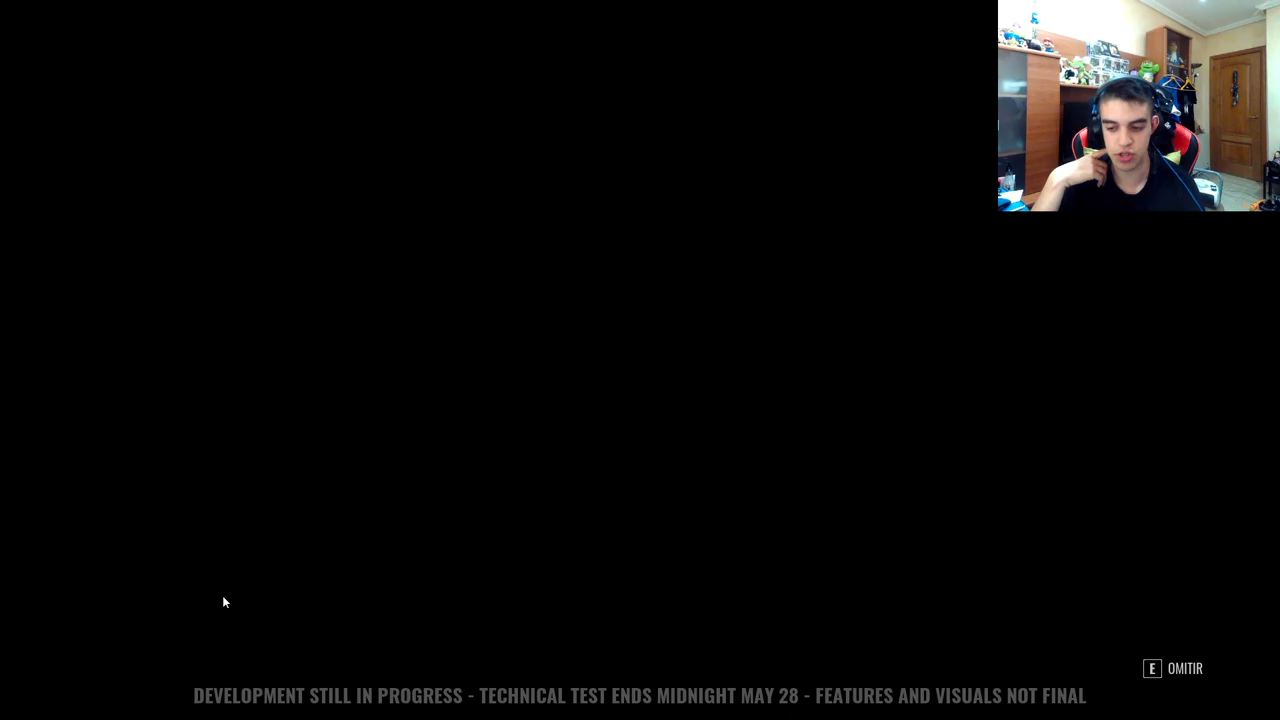 E OMITIR
DEVELOPMENT STILL IN PROGRESS - TECHNICAL TEST ENDS MIDNIGHT MAY 28 - FEATURES AND VISUALS NOT FINAL